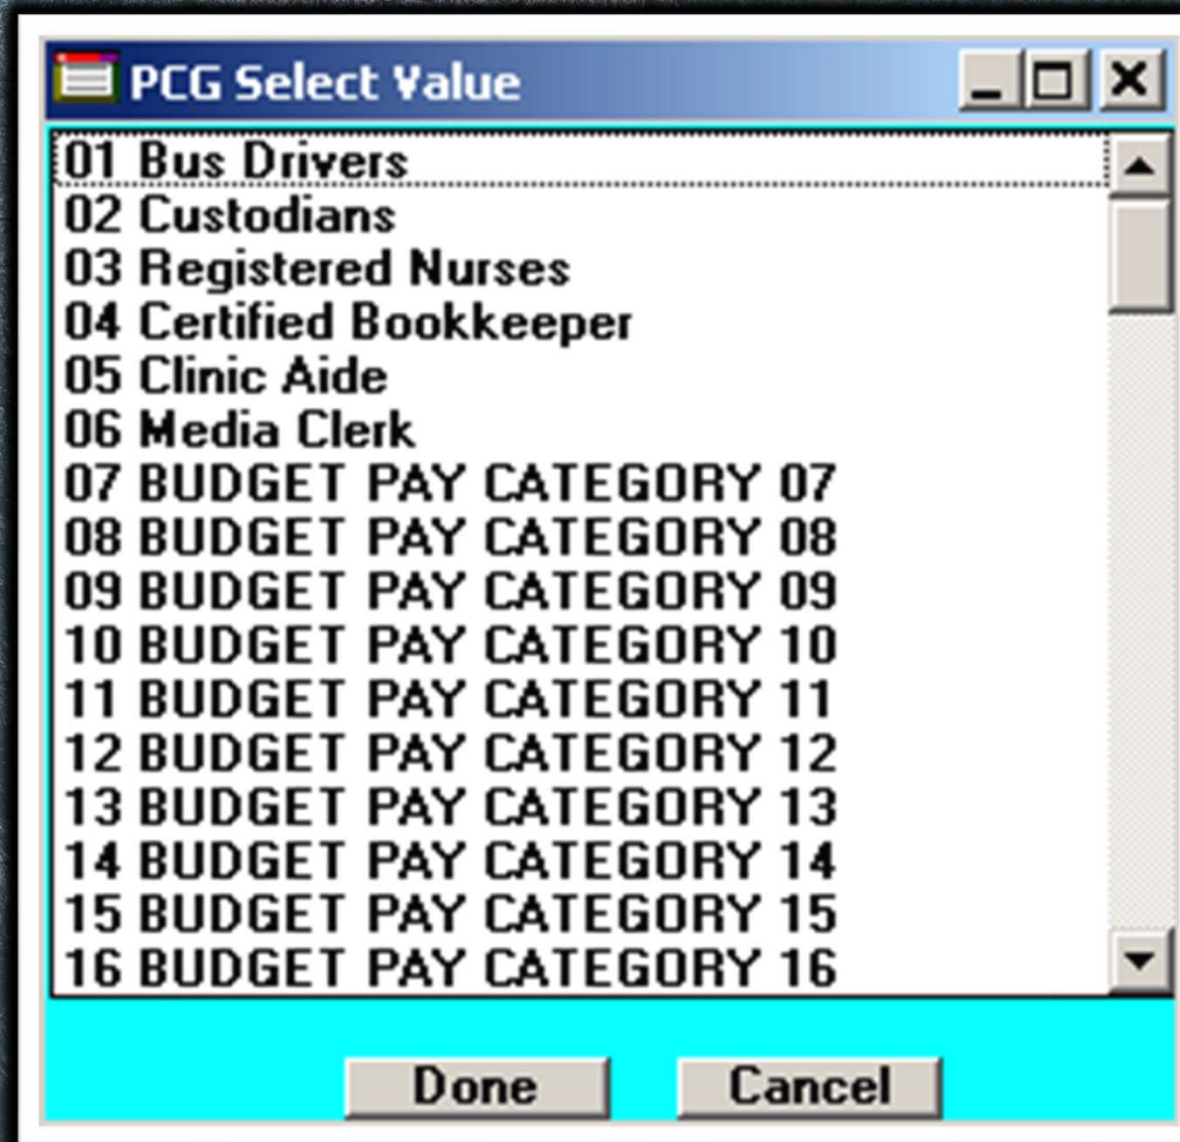 PCG Select Value
01 Bus Drivers
02 Custodians
03 Registered Nurses
04 Certified Bookkeeper
05 Clinic Aide
06 Media Clerk
07 BUDGET PAY CATEGORY 07
08 BUDGET PAY CATEGORY 08
09 BUDGET PAY CATEGORY 09
10 BUDGET PAY CATEGORY 10
11 BUDGET PAY CATEGORY 11
12 BUDGET PAY CATEGORY 12
13 BUDGET PAY CATEGORY 13
14 BUDGET PAY CATEGORY 14
15 BUDGET PAY CATEGORY 15
16 BUDGET PAY CATEGORY 16
Done Cancel